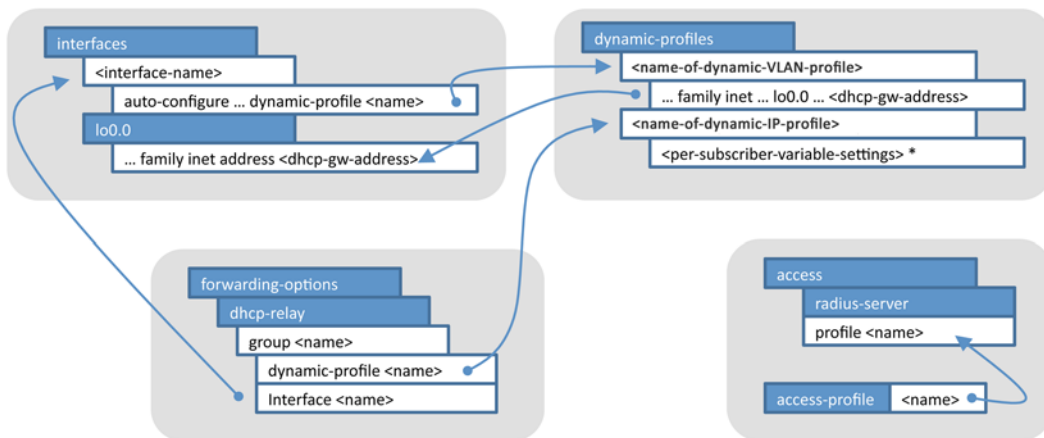 interfaces
<interface-name>
auto-configure ... dynamic-profile <name>
lo0.0
... family inet address <dhcp-gw-address>
dynamic-profiles
<name-of-dynamic-VLAN-profile>
... family inet ... lo0.0 ... <dhcp-gw-address>
<name-of-dynamic-IP-profile>
<per-subscriber-variable-settings> *
forwarding-options
dhcp-relay
group <name>
dynamic-profile <name>
Interface <name>
access
radius-server
profile <name>
access-profile <name>